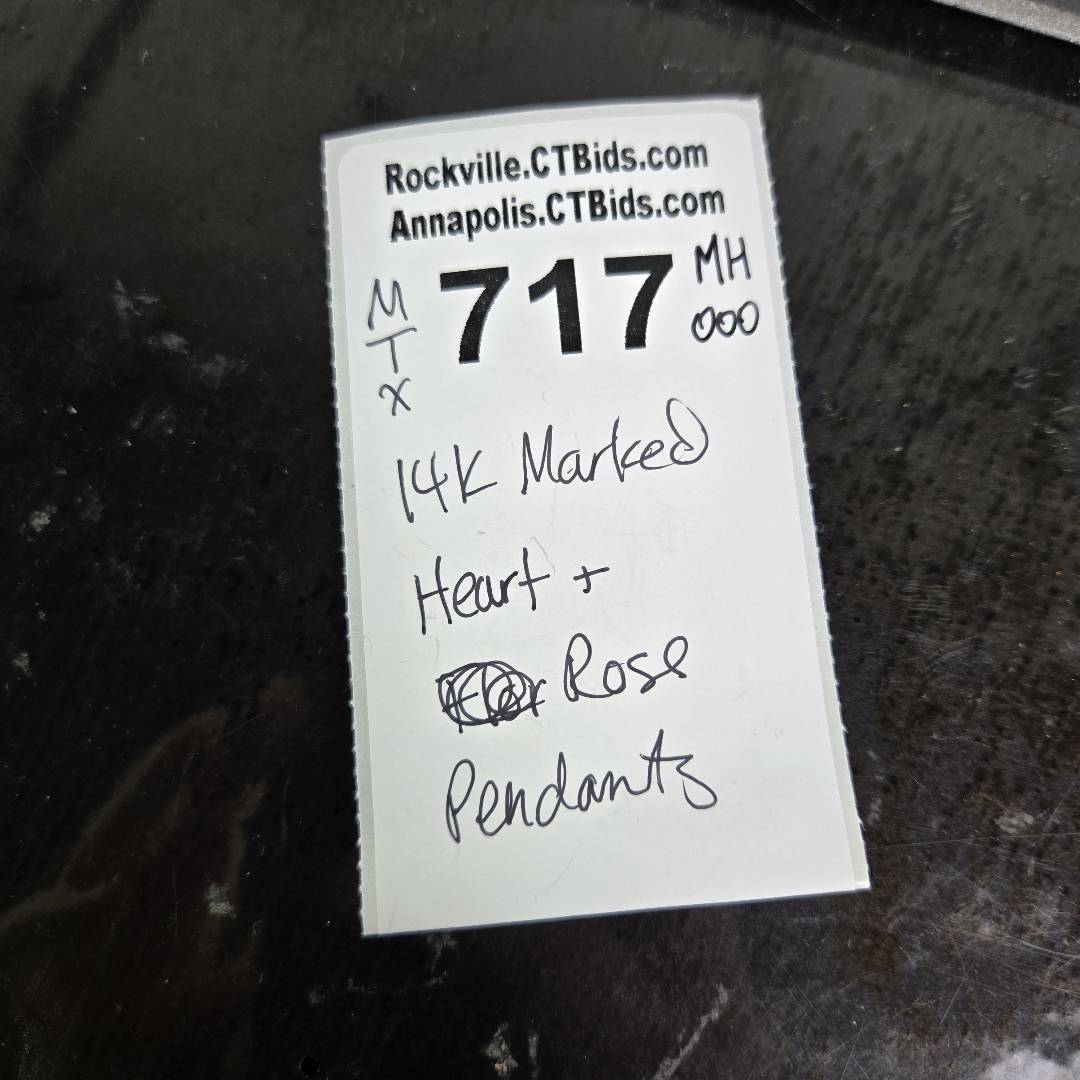 Rockville.CTBids.com
Annapolis.CTBids.com
M 717 MH
T 000
X
14K Marked
Heart +
Rose
Pendants